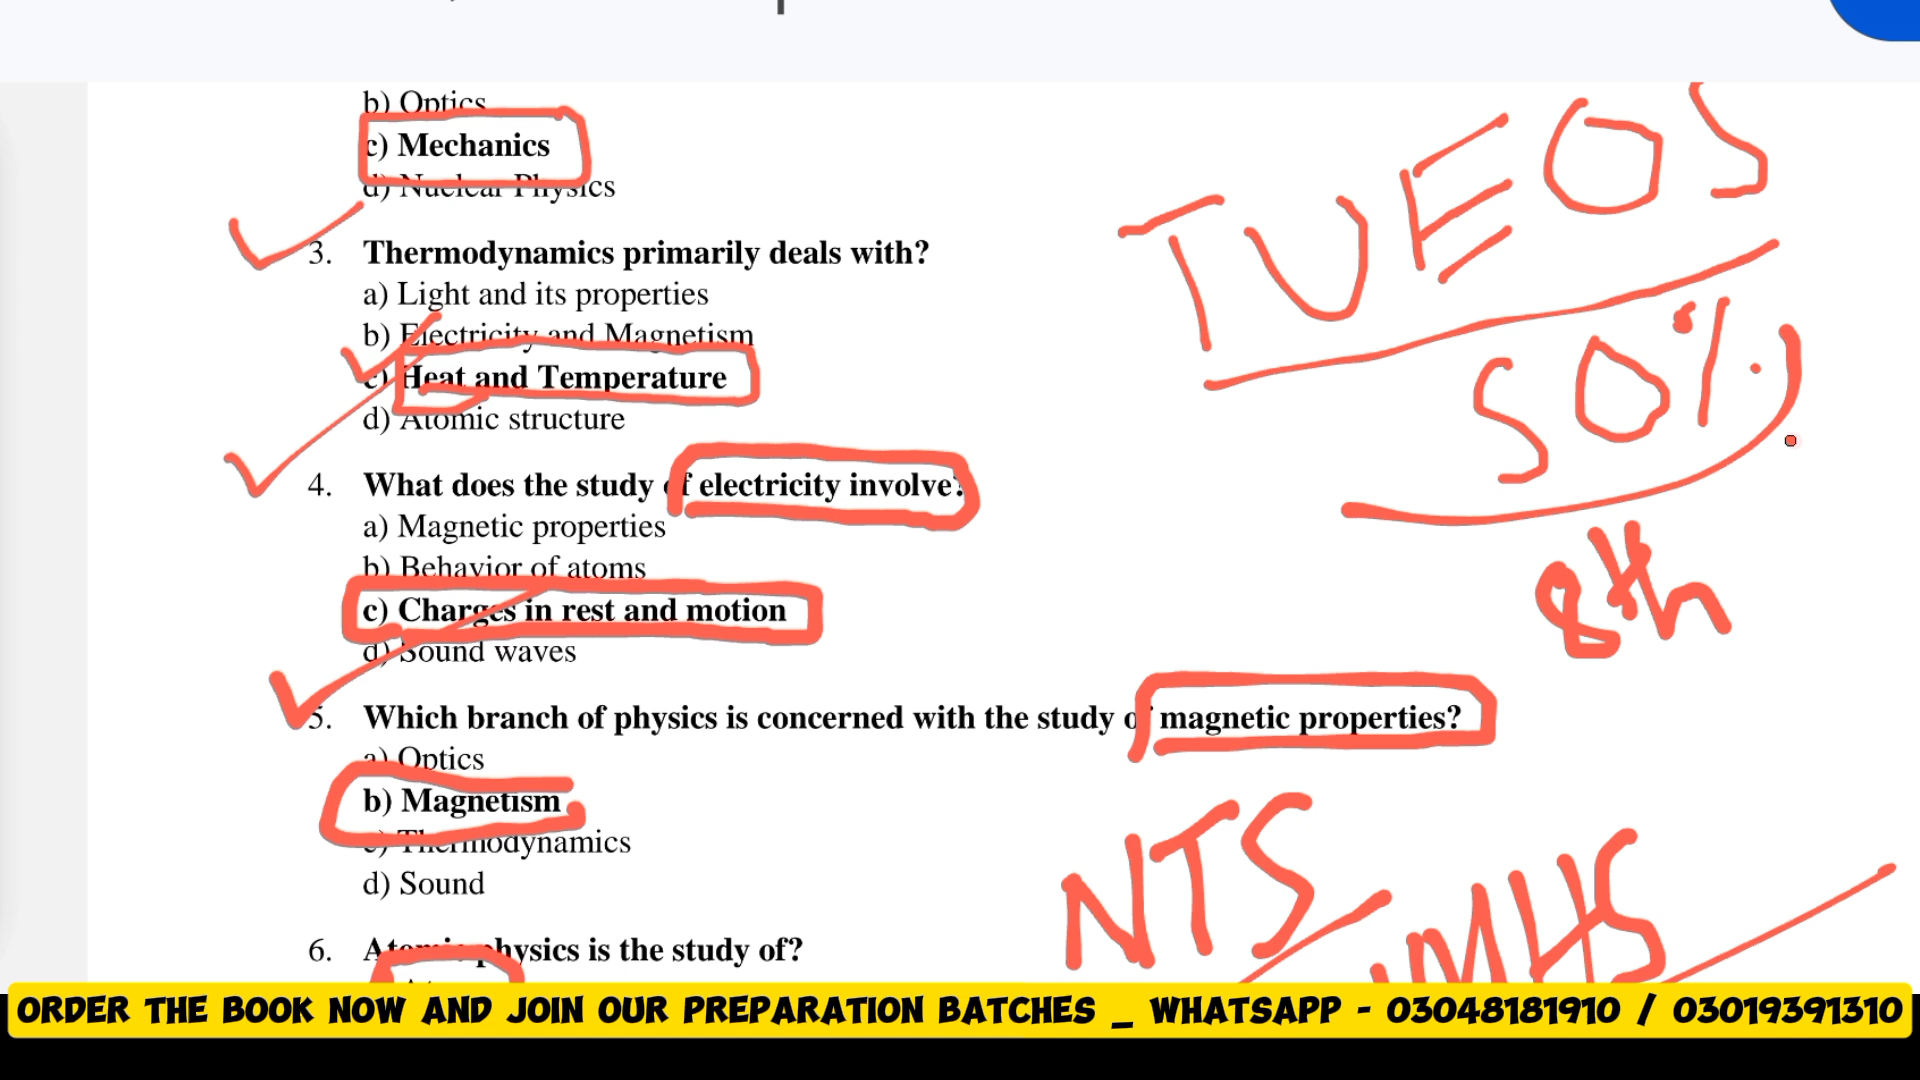 b) Optics
c) Mechanics
d) Nuclear Physics
3. Thermodynamics primarily deals with?
a) Light and its properties
b) Electricity and Magnetism
c) Heat and Temperature
d) Atomic structure
4. What does the study of electricity involve?
a) Magnetic properties
b) Behavior of atoms
c) Charges in rest and motion
d) Sound waves
5. Which branch of physics is concerned with the study of magnetic properties?
a) Optics
b) Magnetism
c) Thermodynamics
d) Sound
6. Atomic physics is the study of?
TUEOS
50%
8th
NTS
MHS
ORDER THE BOOK NOW AND JOIN OUR PREPARATION BATCHES _ WHATSAPP - 03048181910 / 03019391310